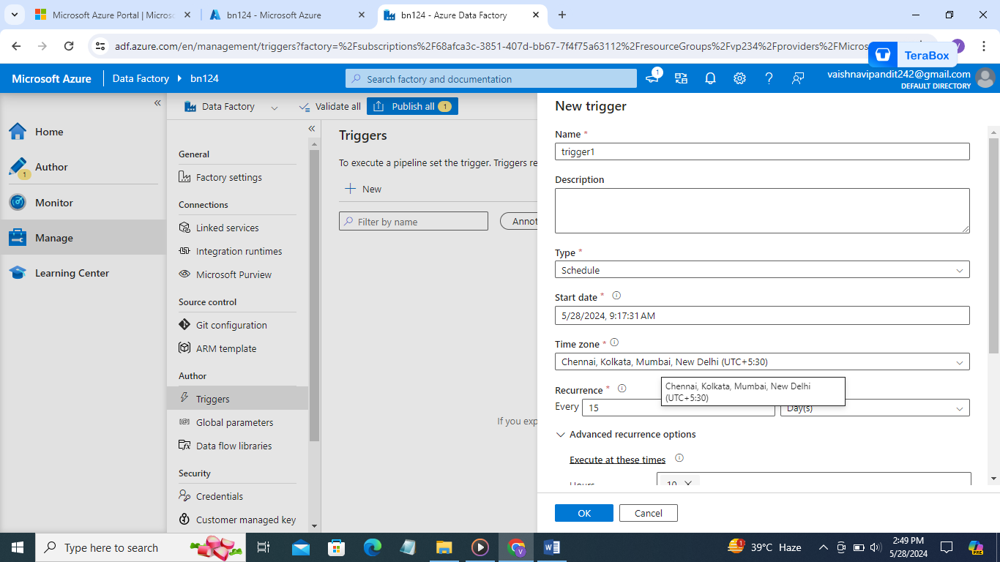 Microsoft Azure Portal | Microso
bn124 - Microsoft Azure
bn124 - Azure Data Factory
adf.azure.com/en/management/triggers?factory=%2Fsubscriptions%2F68afca3c-3851-407d-bb67-7f4f75a63112%2FresourceGroups%2Fvp234%2Fproviders%2FMicros
TeraBox
Microsoft Azure
Data Factory
bn124
Search factory and documentation
1
vaishnavipandit242@gmail.com
DEFAULT DIRECTORY
Home
Author
1
Monitor
Manage
Learning Center
Data Factory
Validate all
Publish all
1
General
Factory settings
Connections
Linked services
Integration runtimes
Microsoft Purview
Source control
Git configuration
ARM template
Author
Triggers
Global parameters
Data flow libraries
Security
Credentials
Customer managed key
Triggers
To execute a pipeline set the trigger. Triggers re
New
Filter by name
Annot
If you exp
New trigger
Name *
trigger1
Description
Type *
Schedule
Start date *
5/28/2024, 9:17:31 AM
Time zone *
Chennai, Kolkata, Mumbai, New Delhi (UTC+5:30)
Chennai, Kolkata, Mumbai, New Delhi
(UTC+5:30)
Recurrence *
Every
15
Day(s)
Advanced recurrence options
Execute at these times
Hours
10
OK
Cancel
Type here to search
1
39°C Haze
2:49 PM
5/28/2024
PRE